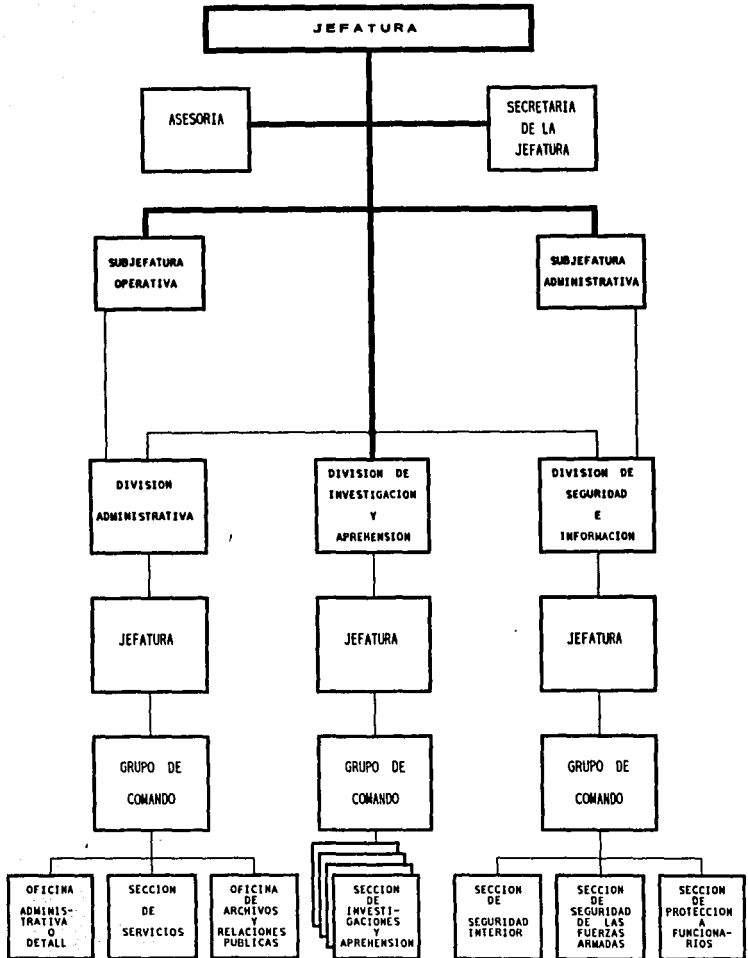 JEFATURA
ASESORIA
SECRETARIA
DE LA
JEFATURA
SUBJEFATURA
OPERATIVA
SUBJEFATURA
ADMINISTRATIVA
DIVISION
ADMINISTRATIVA
DIVISION DE
INVESTIGACION
Y
APREHENSION
DIVISION DE
SEGURIDAD
E
INFORMACION
JEFATURA
JEFATURA
JEFATURA
GRUPO DE
COMANDO
GRUPO DE
COMANDO
GRUPO DE
COMANDO
OFICINA
ADMINIS-
TRATIVA
O
DETALL
SECCION
DE
SERVICIOS
OFICINA
DE
ARCHIVOS
Y
RELACIONES
PUBLICAS
SECCION
DE
INVESTI-
GACIONES
Y
APREHENSION
SECCION
DE
SEGURIDAD
INTERIOR
SECCION
DE
SEGURIDAD
DE LAS
FUERZAS
ARMADAS
SECCION
DE
PROTECCION
A
FUNCIONA-
RIOS